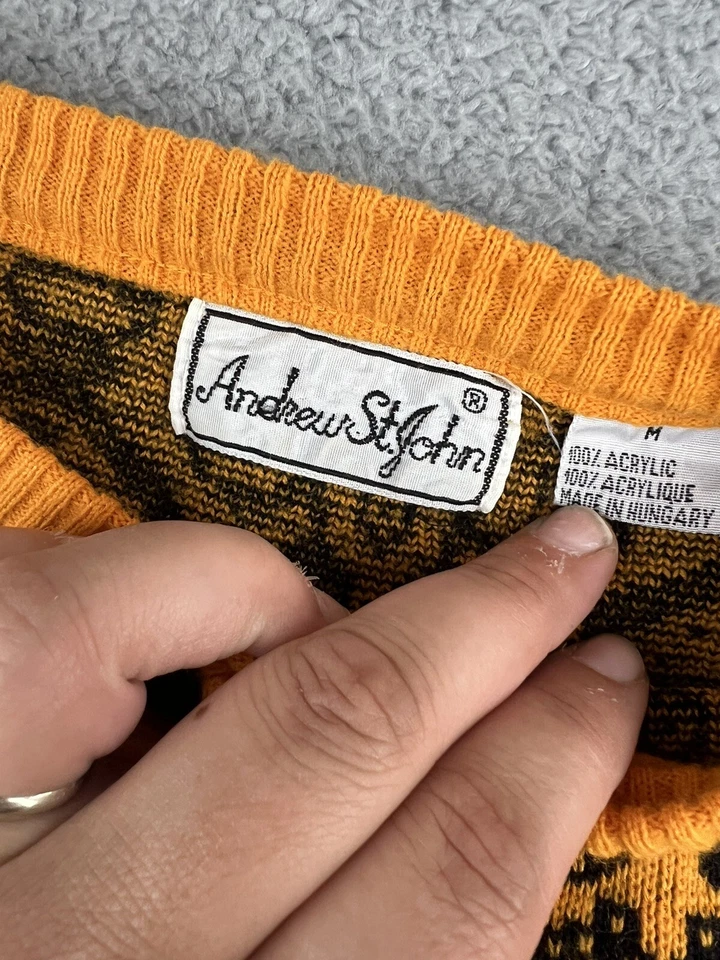 Andrew St. John ®
M
100% ACRYLIC
100% ACRYLIQUE
MADE IN HUNGARY